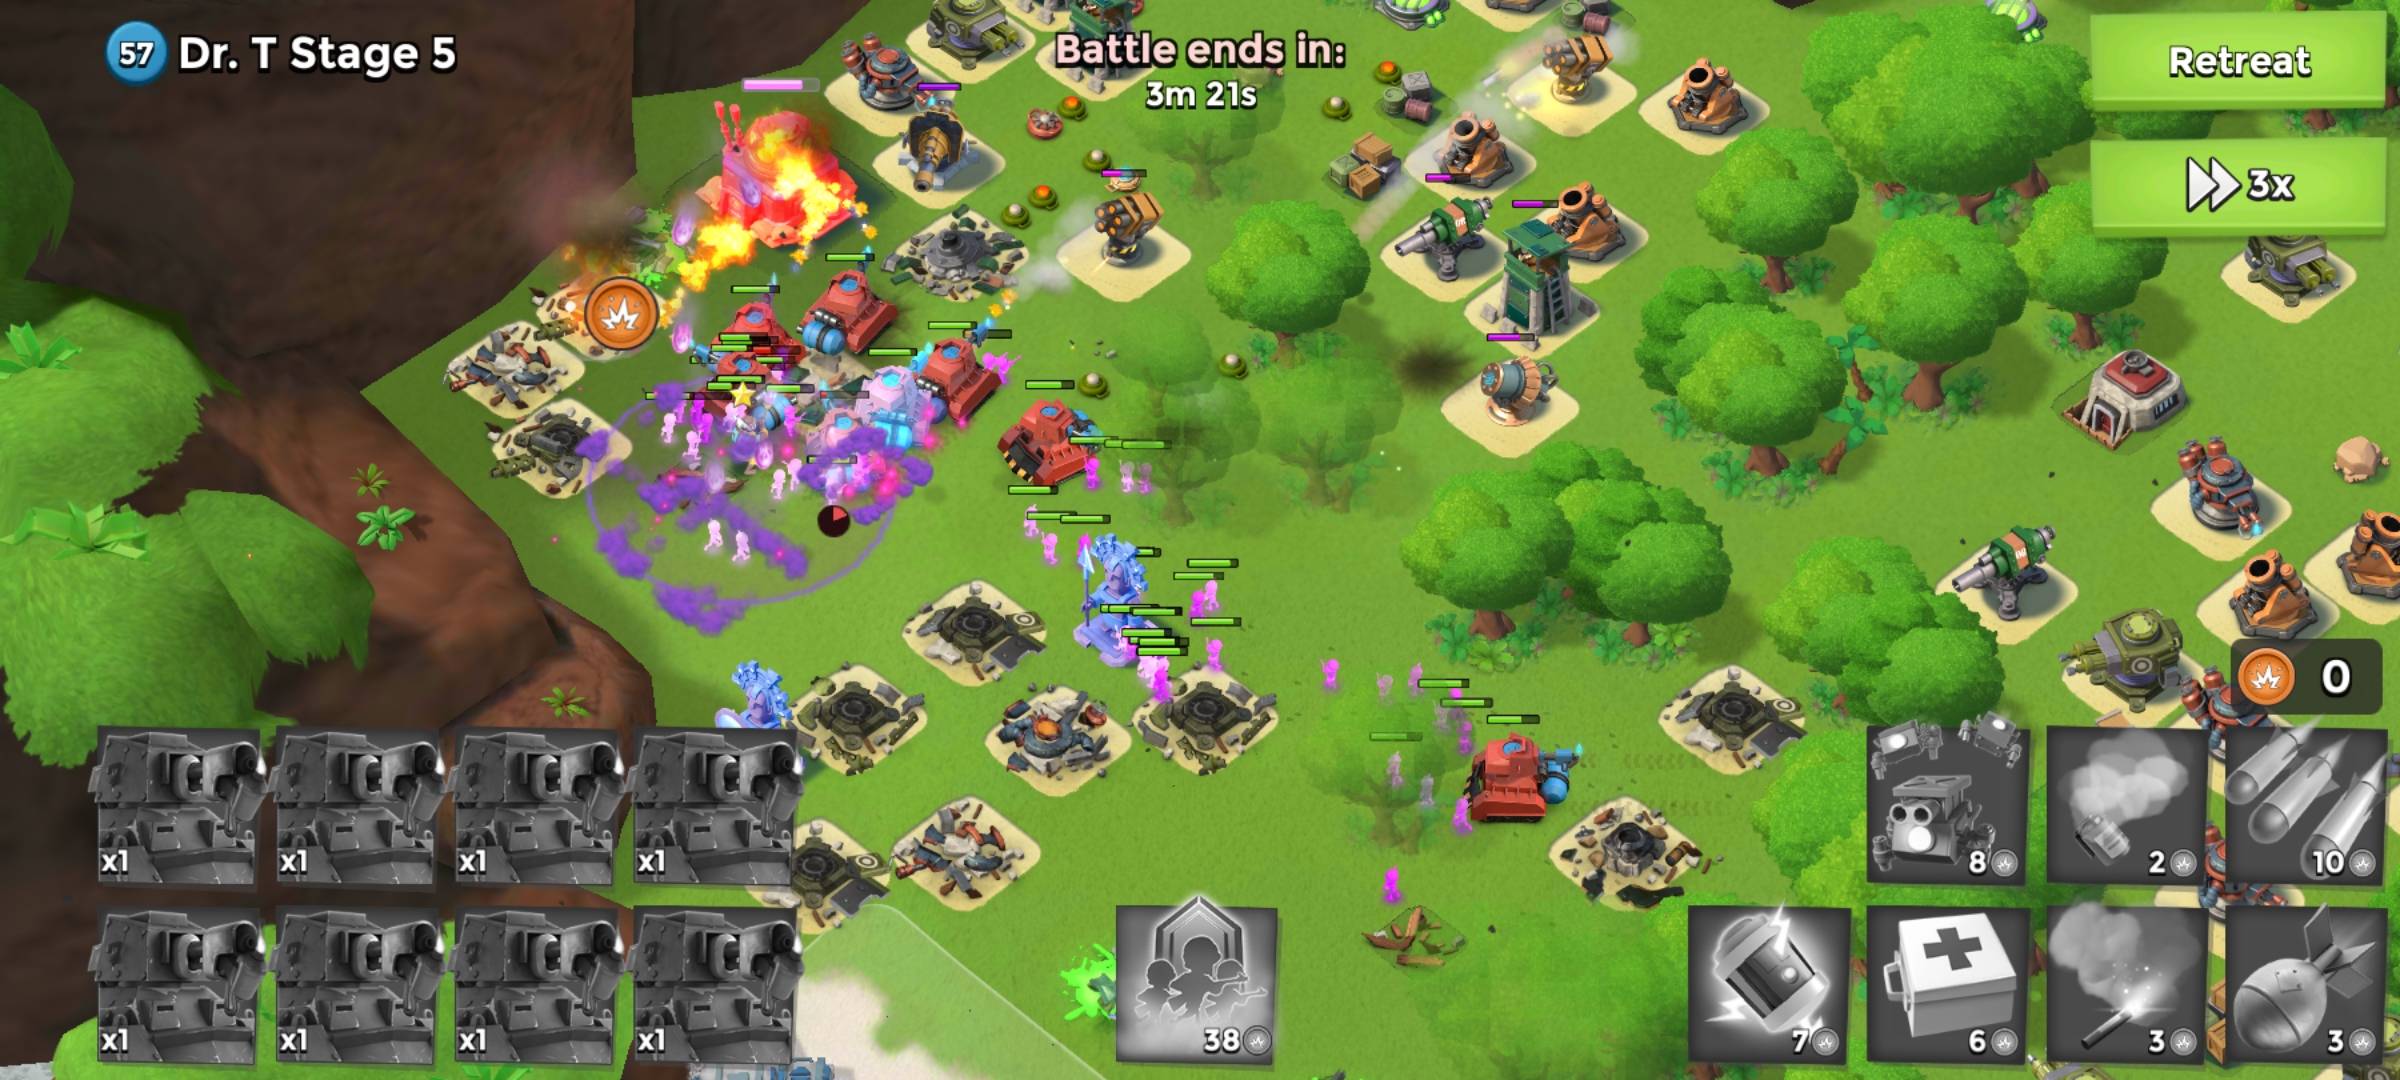 57 Dr. T Stage 5
Battle ends in:
3m 21s
Retreat
3x
0
x1 x1 x1 x1
8 2 10
x1 x1 x1 x1
38 7 6 3 3